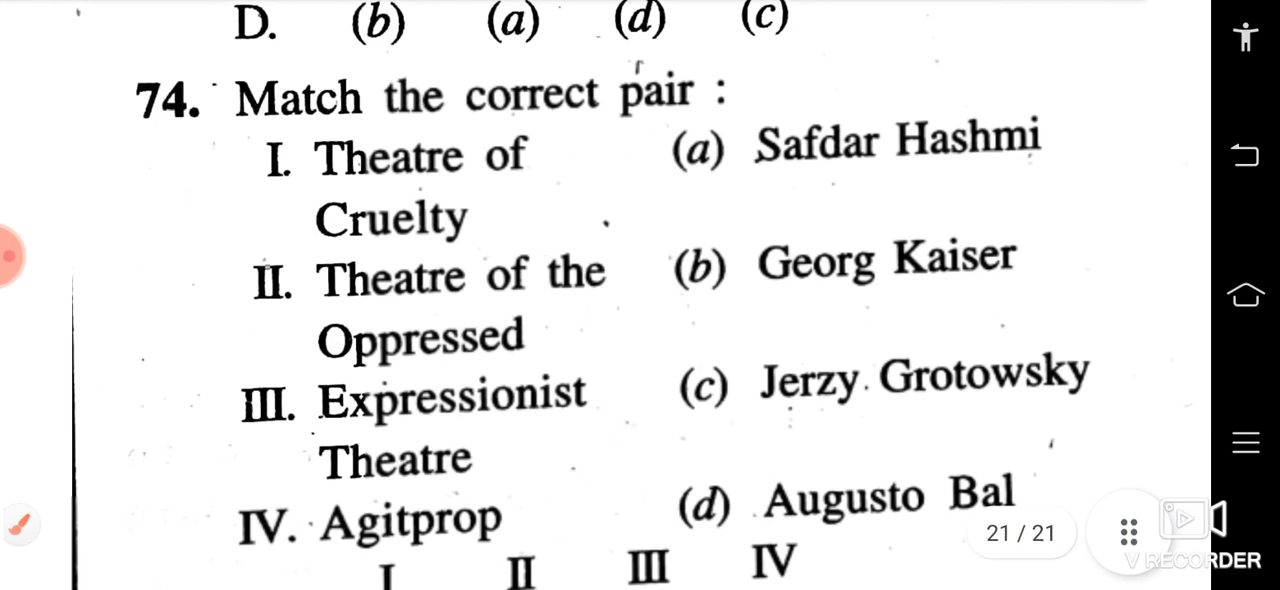 D. (b) (a) (d) (c)
74. Match the correct pair :
I. Theatre of (a) Safdar Hashmi
Cruelty
II. Theatre of the (b) Georg Kaiser
Oppressed
III. Expressionist (c) Jerzy Grotowsky
Theatre
IV. Agitprop (d) Augusto Bal
21 / 21
I II III IV
V RECORDER